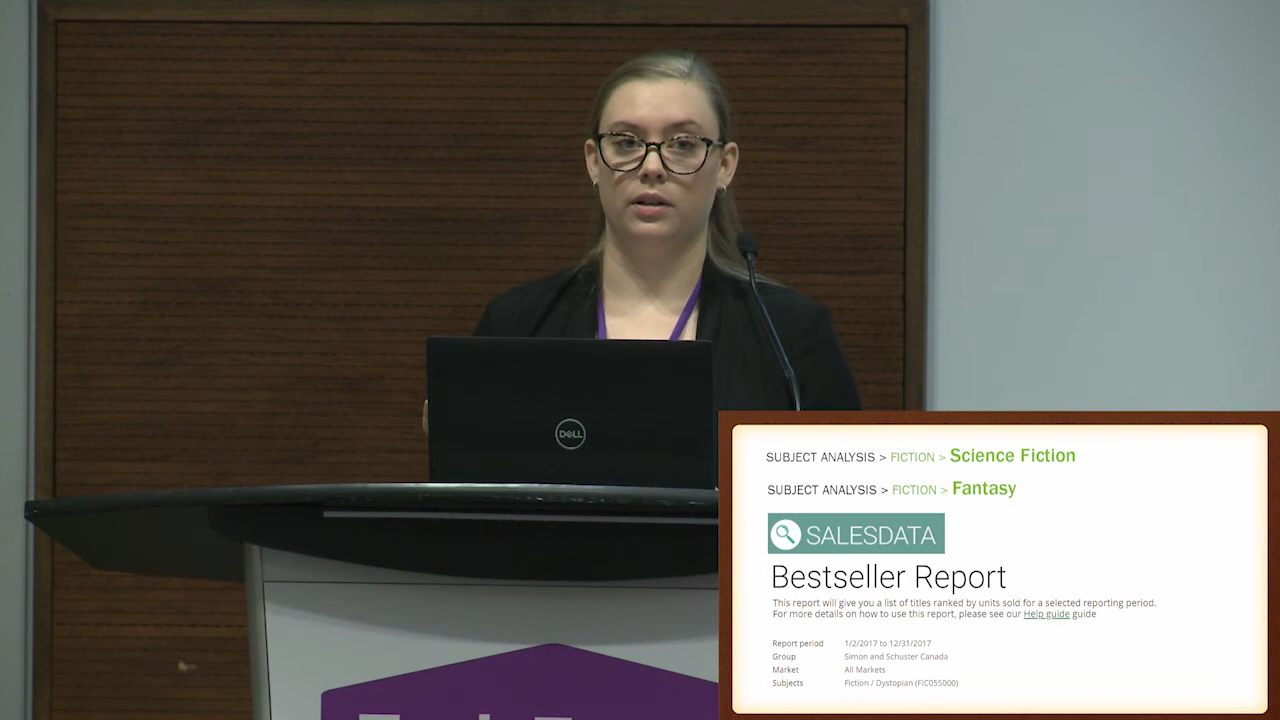 DELL
SUBJECT ANALYSIS > FICTION > Science Fiction
SUBJECT ANALYSIS > FICTION > Fantasy
SALESDATA
Bestseller Report
This report will give you a list of titles ranked by units sold for a selected reporting period.
For more details on how to use this report, please see our Help guide guide
Report period 1/2/2017 to 12/31/2017
Group Simon and Schuster Canada
Market All Markets
Subjects Fiction / Dystopian (FIC055000)